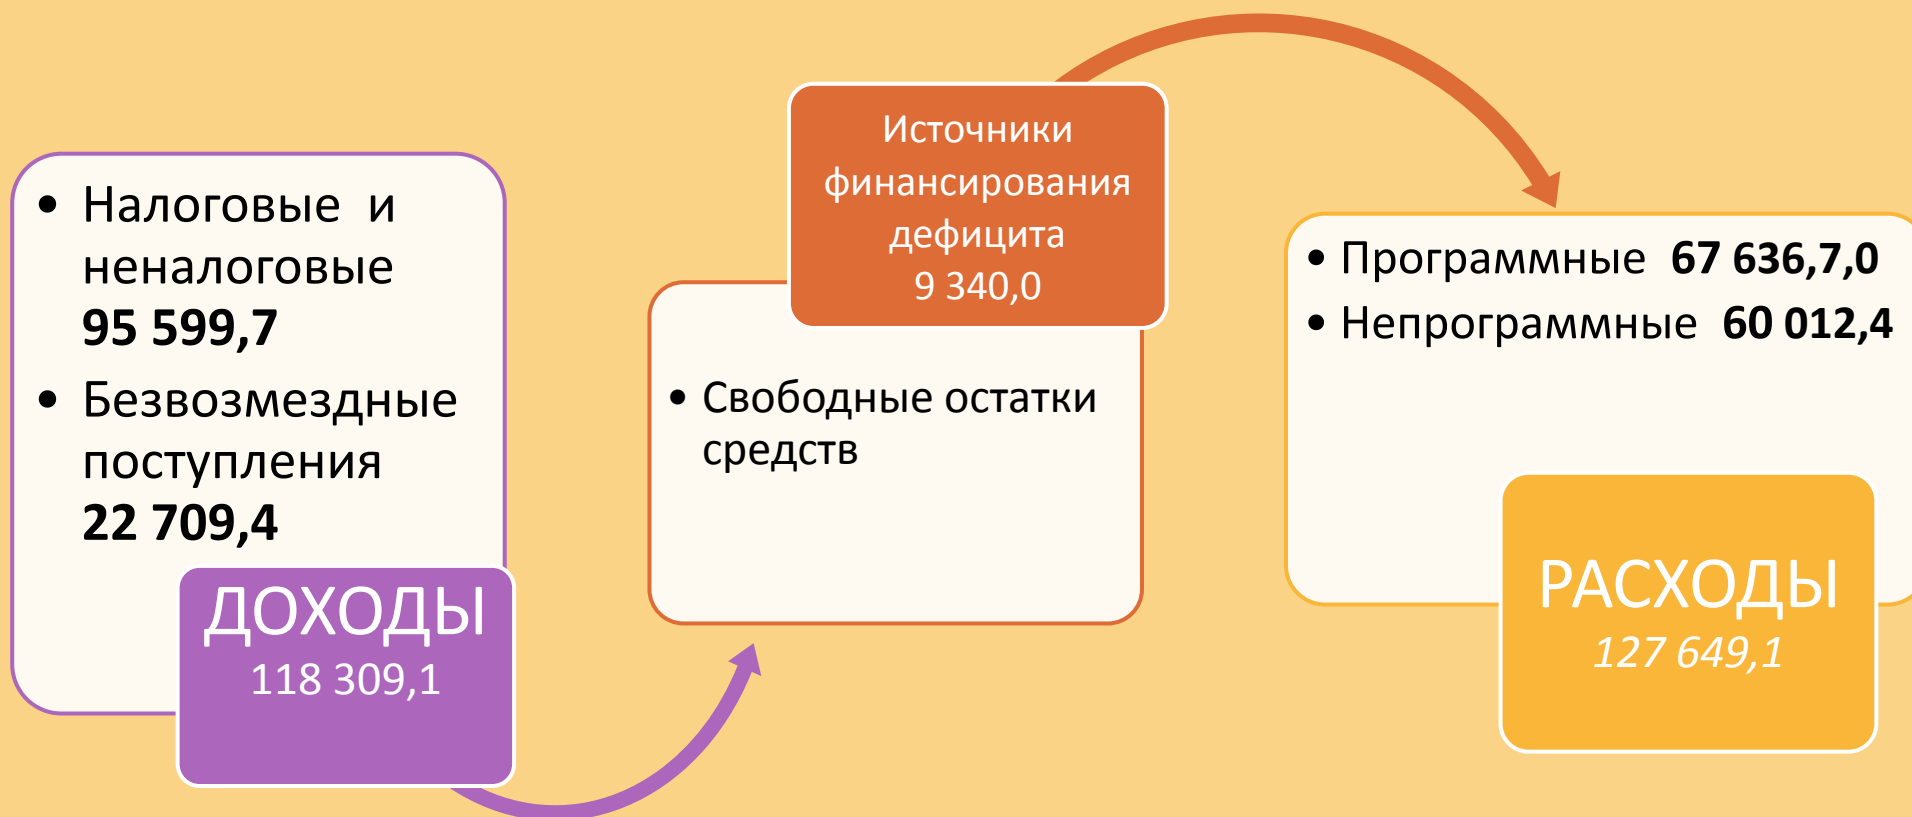 • Налоговые и
неналоговые
95 599,7
• Безвозмездные
поступления
22 709,4
ДОХОДЫ
118 309,1
Источники
финансирования
дефицита
9 340,0
• Свободные остатки
средств
• Программные 67 636,7,0
• Непрограммные 60 012,4
РАСХОДЫ
127 649,1